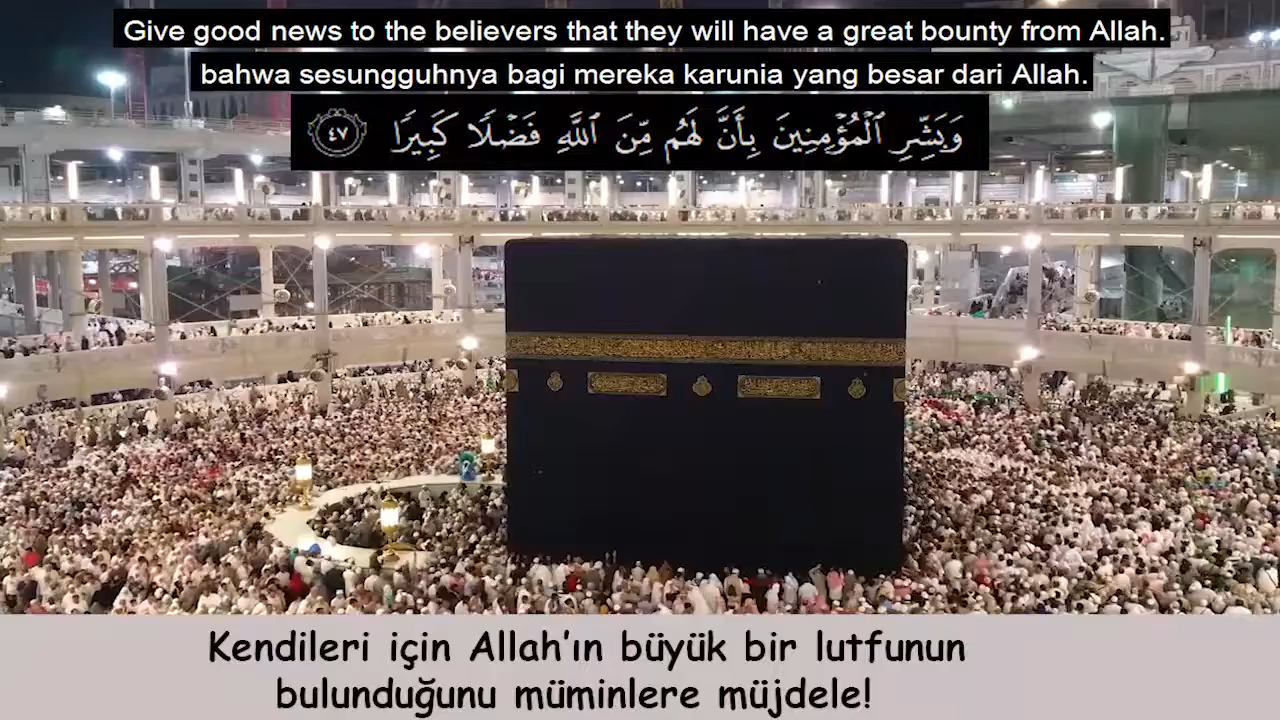 Give good news to the believers that they will have a great bounty from Allah.
bahwa sesungguhnya bagi mereka karunia yang besar dari Allah.
وَبَشِّرِ ٱلْمُؤْمِنِينَ بِأَنَّ لَهُم مِّنَ ٱللَّهِ فَضْلًا كَبِيرًا ٤٧
Kendileri için Allah’ın büyük bir lutfunun
bulunduğunu müminlere müjdele!